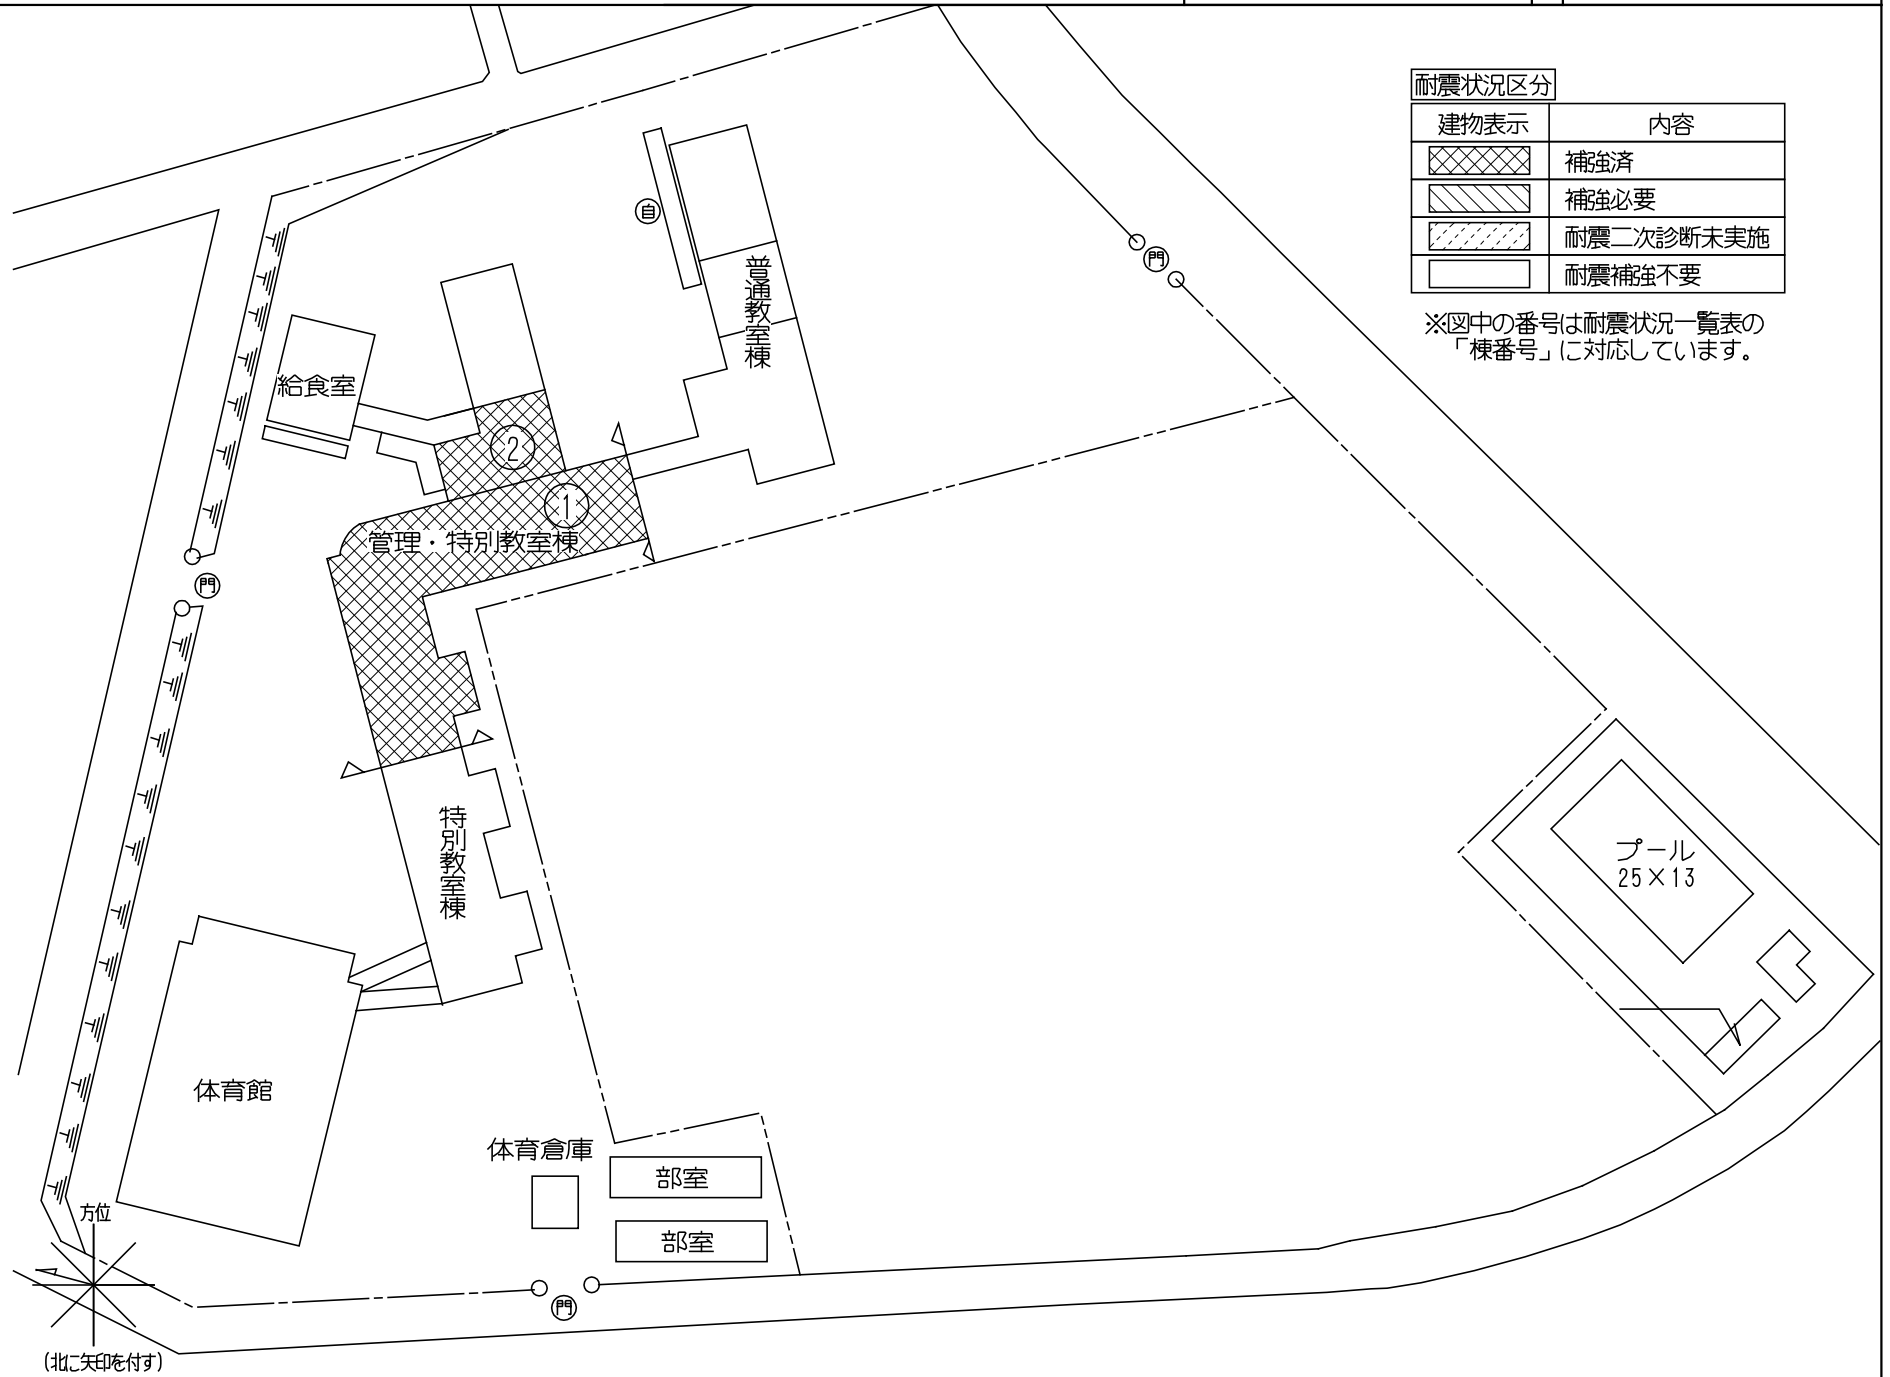 耐震状況区分
建物表示 内容
補強済
補強必要
耐震二次診断未実施
耐震補強不要
※図中の番号は耐震状況一覧表の
「棟番号」に対応しています。
自
門
普通教室棟
給食室
2
1
管理・特別教室棟
門
特別教室棟
プール
25×13
体育館
体育倉庫
部室
部室
方位
門
(北に矢印を付す)